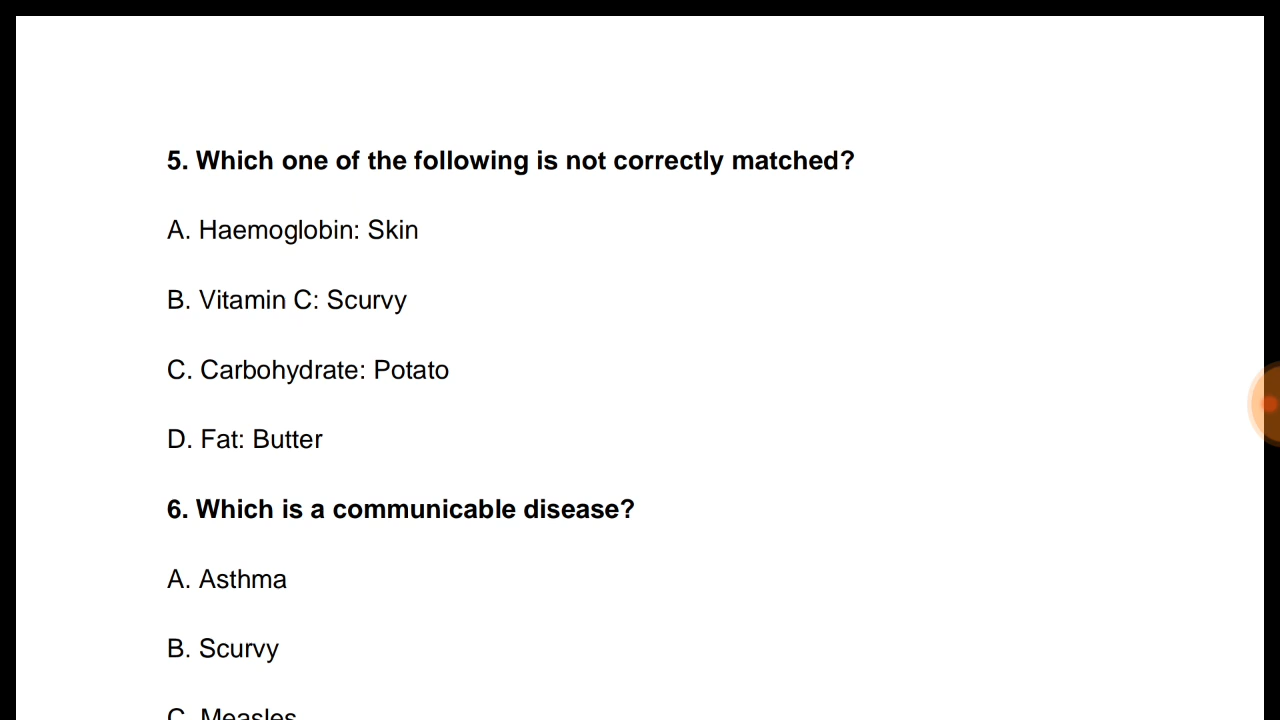 5. Which one of the following is not correctly matched?
A. Haemoglobin: Skin
B. Vitamin C: Scurvy
C. Carbohydrate: Potato
D. Fat: Butter
6. Which is a communicable disease?
A. Asthma
B. Scurvy
C. Measles